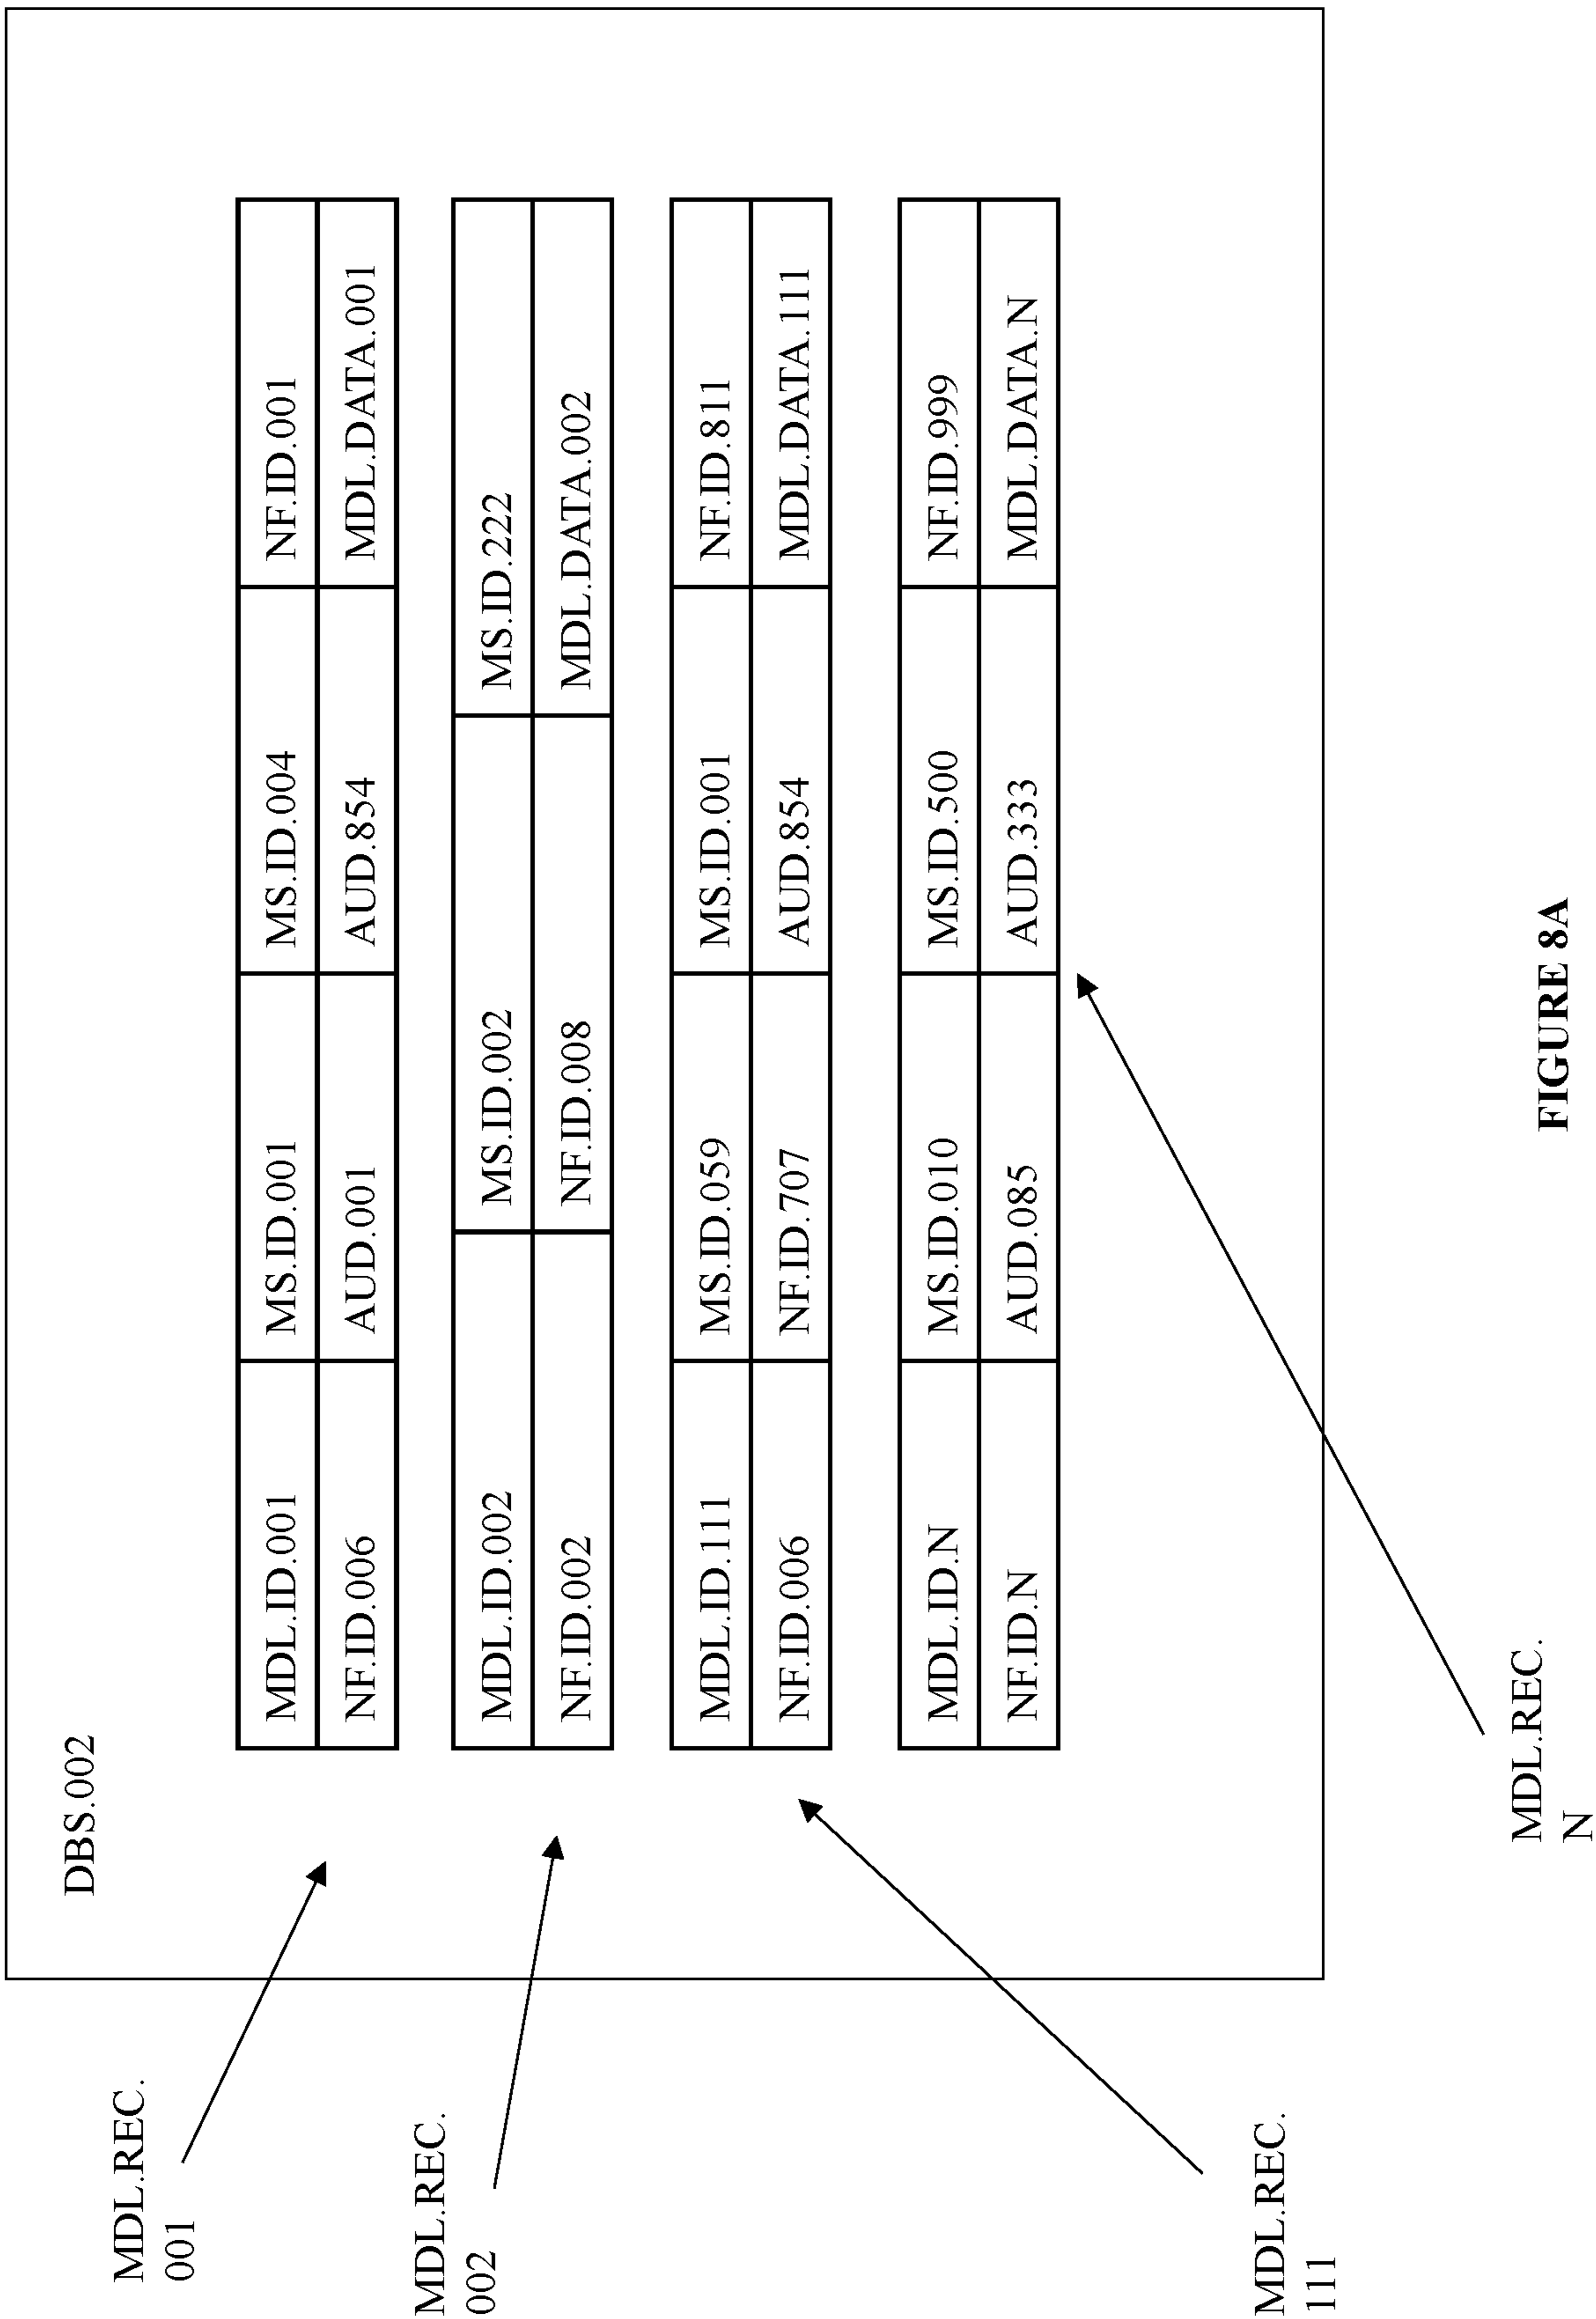 DBS.002
MDL.REC.
001
MDL.ID.001 MS.ID.001 MS.ID.004 NF.ID.001
NF.ID.006 AUD.001 AUD.854 MDL.DATA.001
MDL.REC.
002
MDL.ID.002 MS.ID.002 MS.ID.222
NF.ID.002 NF.ID.008 MDL.DATA.002
MDL.ID.111 MS.ID.059 MS.ID.001 NF.ID.811
NF.ID.006 NF.ID.707 AUD.854 MDL.DATA.111
MDL.ID.N MS.ID.010 MS.ID.500 NF.ID.999
NF.ID.N AUD.085 AUD.333 MDL.DATA.N
MDL.REC.
111
MDL.REC.
N
FIGURE 8A